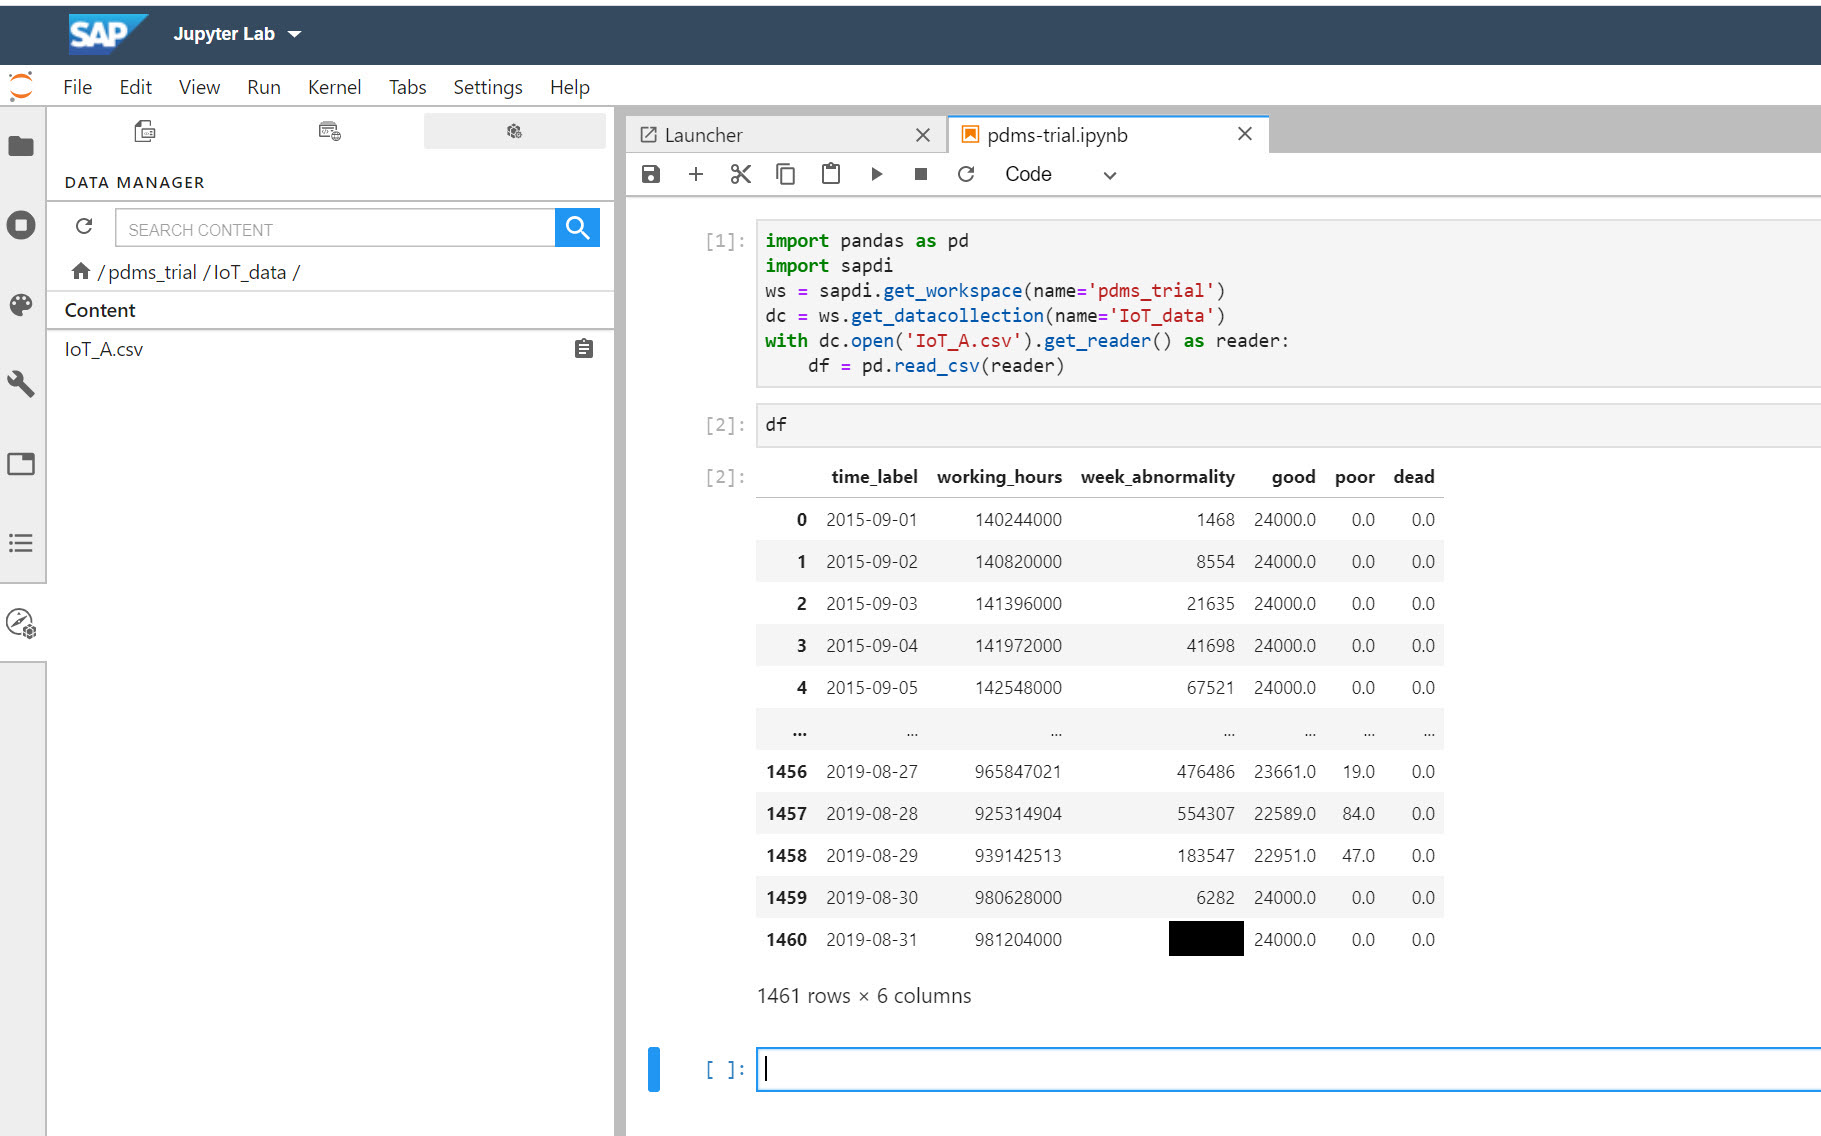 SAP Jupyter Lab
File Edit View Run Kernel Tabs Settings Help
DATA MANAGER
SEARCH CONTENT
/ pdms_trial / IoT_data /
Content
IoT_A.csv
Launcher
pdms-trial.ipynb
Code
[1]:
import pandas as pd
import sapdi
ws = sapdi.get_workspace(name='pdms_trial')
dc = ws.get_datacollection(name='IoT_data')
with dc.open('IoT_A.csv').get_reader() as reader:
    df = pd.read_csv(reader)
[2]: df
[2]: time_label working_hours week_abnormality good poor dead
0 2015-09-01 140244000 1468 24000.0 0.0 0.0
1 2015-09-02 140820000 8554 24000.0 0.0 0.0
2 2015-09-03 141396000 21635 24000.0 0.0 0.0
3 2015-09-04 141972000 41698 24000.0 0.0 0.0
4 2015-09-05 142548000 67521 24000.0 0.0 0.0
... ... ... ... ... ... ...
1456 2019-08-27 965847021 476486 23661.0 19.0 0.0
1457 2019-08-28 925314904 554307 22589.0 84.0 0.0
1458 2019-08-29 939142513 183547 22951.0 47.0 0.0
1459 2019-08-30 980628000 6282 24000.0 0.0 0.0
1460 2019-08-31 981204000 24000.0 0.0 0.0
1461 rows × 6 columns
[ ]: